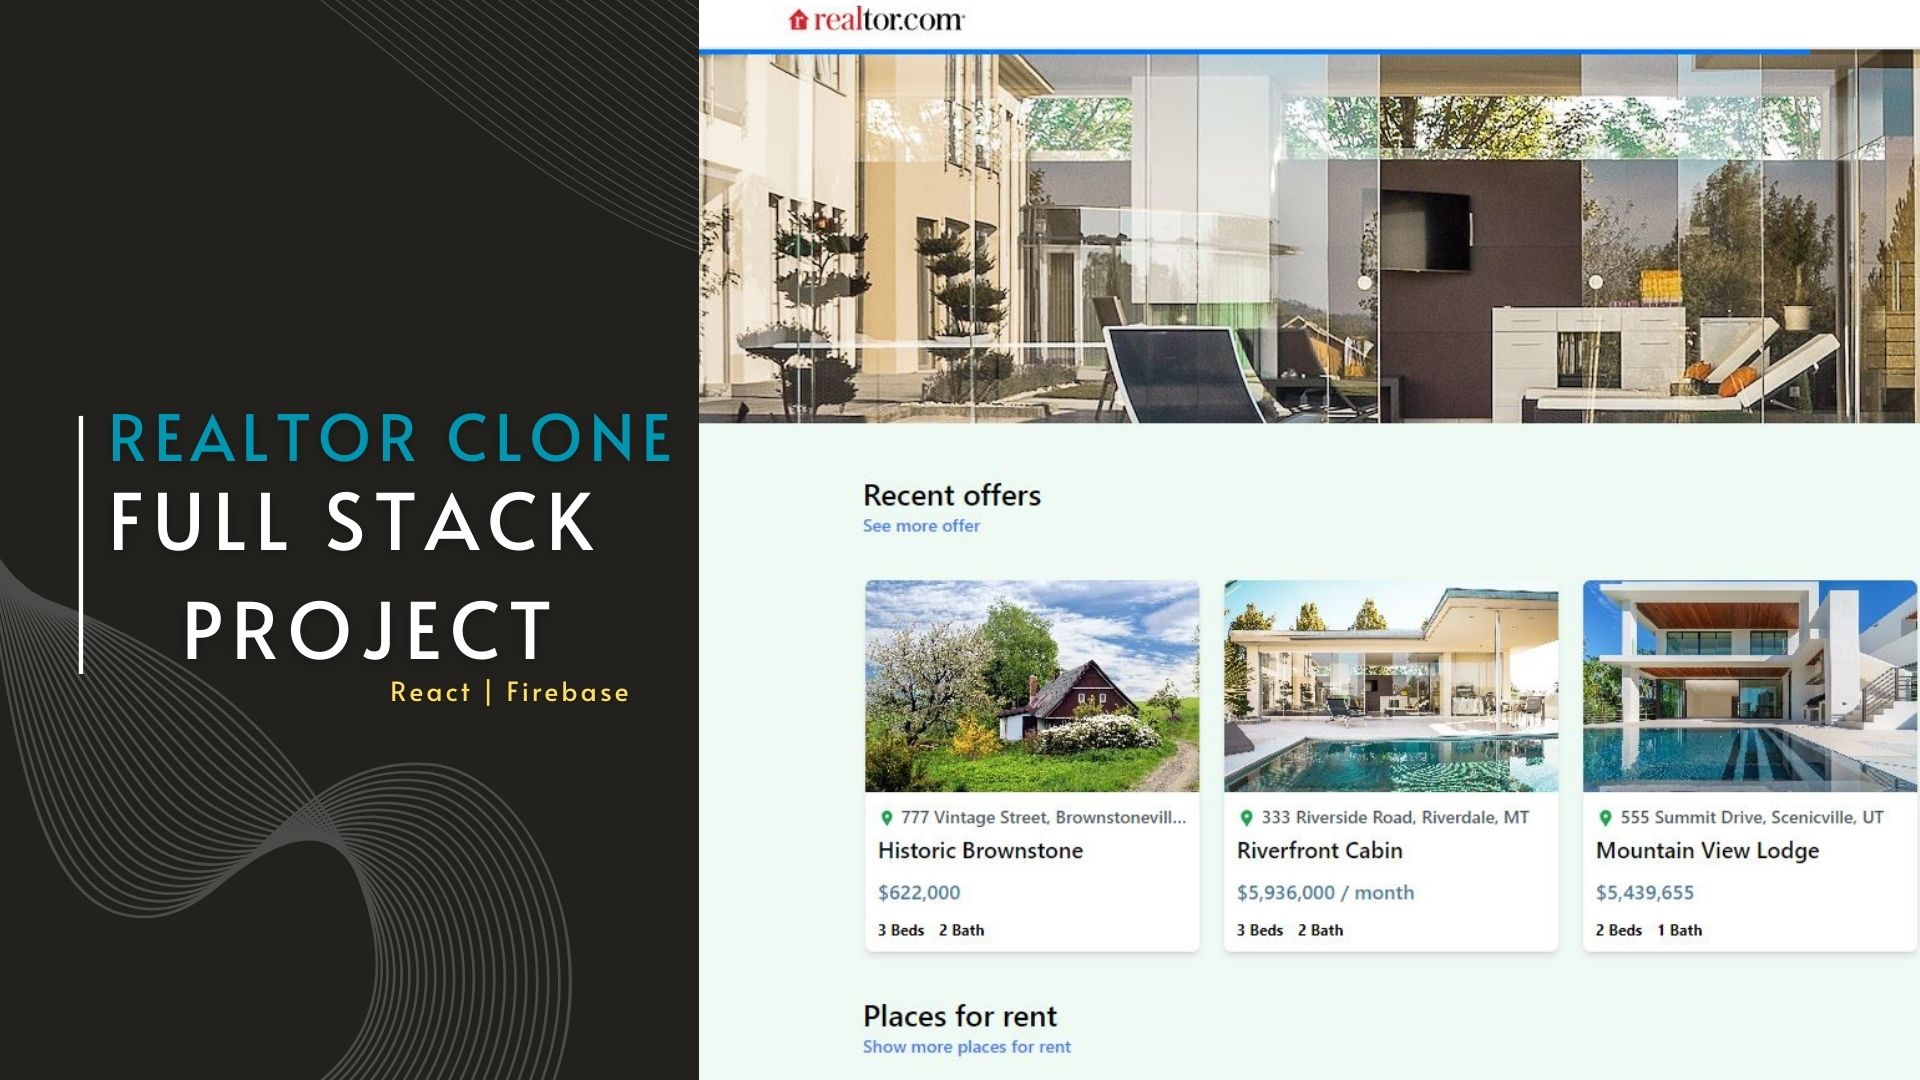 REALTOR CLONE
FULL STACK
PROJECT
React | Firebase
realtor.com
Recent offers
See more offer
777 Vintage Street, Brownstonevill...
Historic Brownstone
$622,000
3 Beds 2 Bath
333 Riverside Road, Riverdale, MT
Riverfront Cabin
$5,936,000 / month
3 Beds 2 Bath
555 Summit Drive, Scenicville, UT
Mountain View Lodge
$5,439,655
2 Beds 1 Bath
Places for rent
Show more places for rent